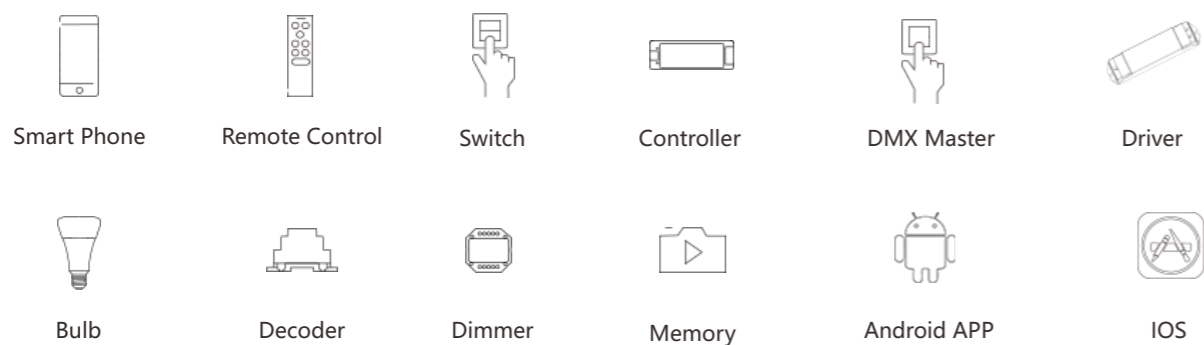 Smart Phone
Remote Control
Switch
Controller
DMX Master
Driver
Bulb
Decoder
Dimmer
Memory
Android APP
IOS